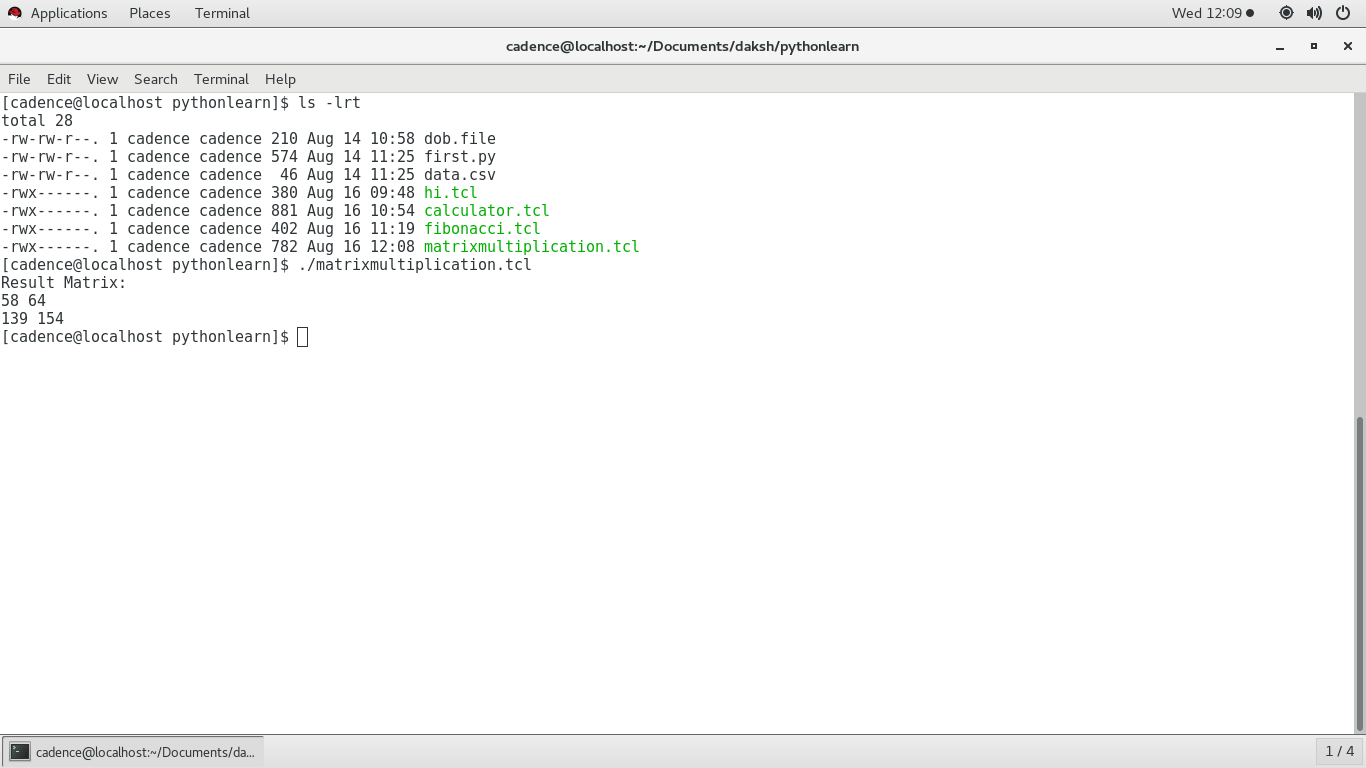 Applications Places Terminal Wed 12:09
cadence@localhost:~/Documents/daksh/pythonlearn
File Edit View Search Terminal Help
[cadence@localhost pythonlearn]$ ls -lrt
total 28
-rw-rw-r--. 1 cadence cadence 210 Aug 14 10:58 dob.file
-rw-rw-r--. 1 cadence cadence 574 Aug 14 11:25 first.py
-rw-rw-r--. 1 cadence cadence  46 Aug 14 11:25 data.csv
-rwx------. 1 cadence cadence 380 Aug 16 09:48 hi.tcl
-rwx------. 1 cadence cadence 881 Aug 16 10:54 calculator.tcl
-rwx------. 1 cadence cadence 402 Aug 16 11:19 fibonacci.tcl
-rwx------. 1 cadence cadence 782 Aug 16 12:08 matrixmultiplication.tcl
[cadence@localhost pythonlearn]$ ./matrixmultiplication.tcl
Result Matrix:
58 64
139 154
[cadence@localhost pythonlearn]$
cadence@localhost:~/Documents/da... 1 / 4